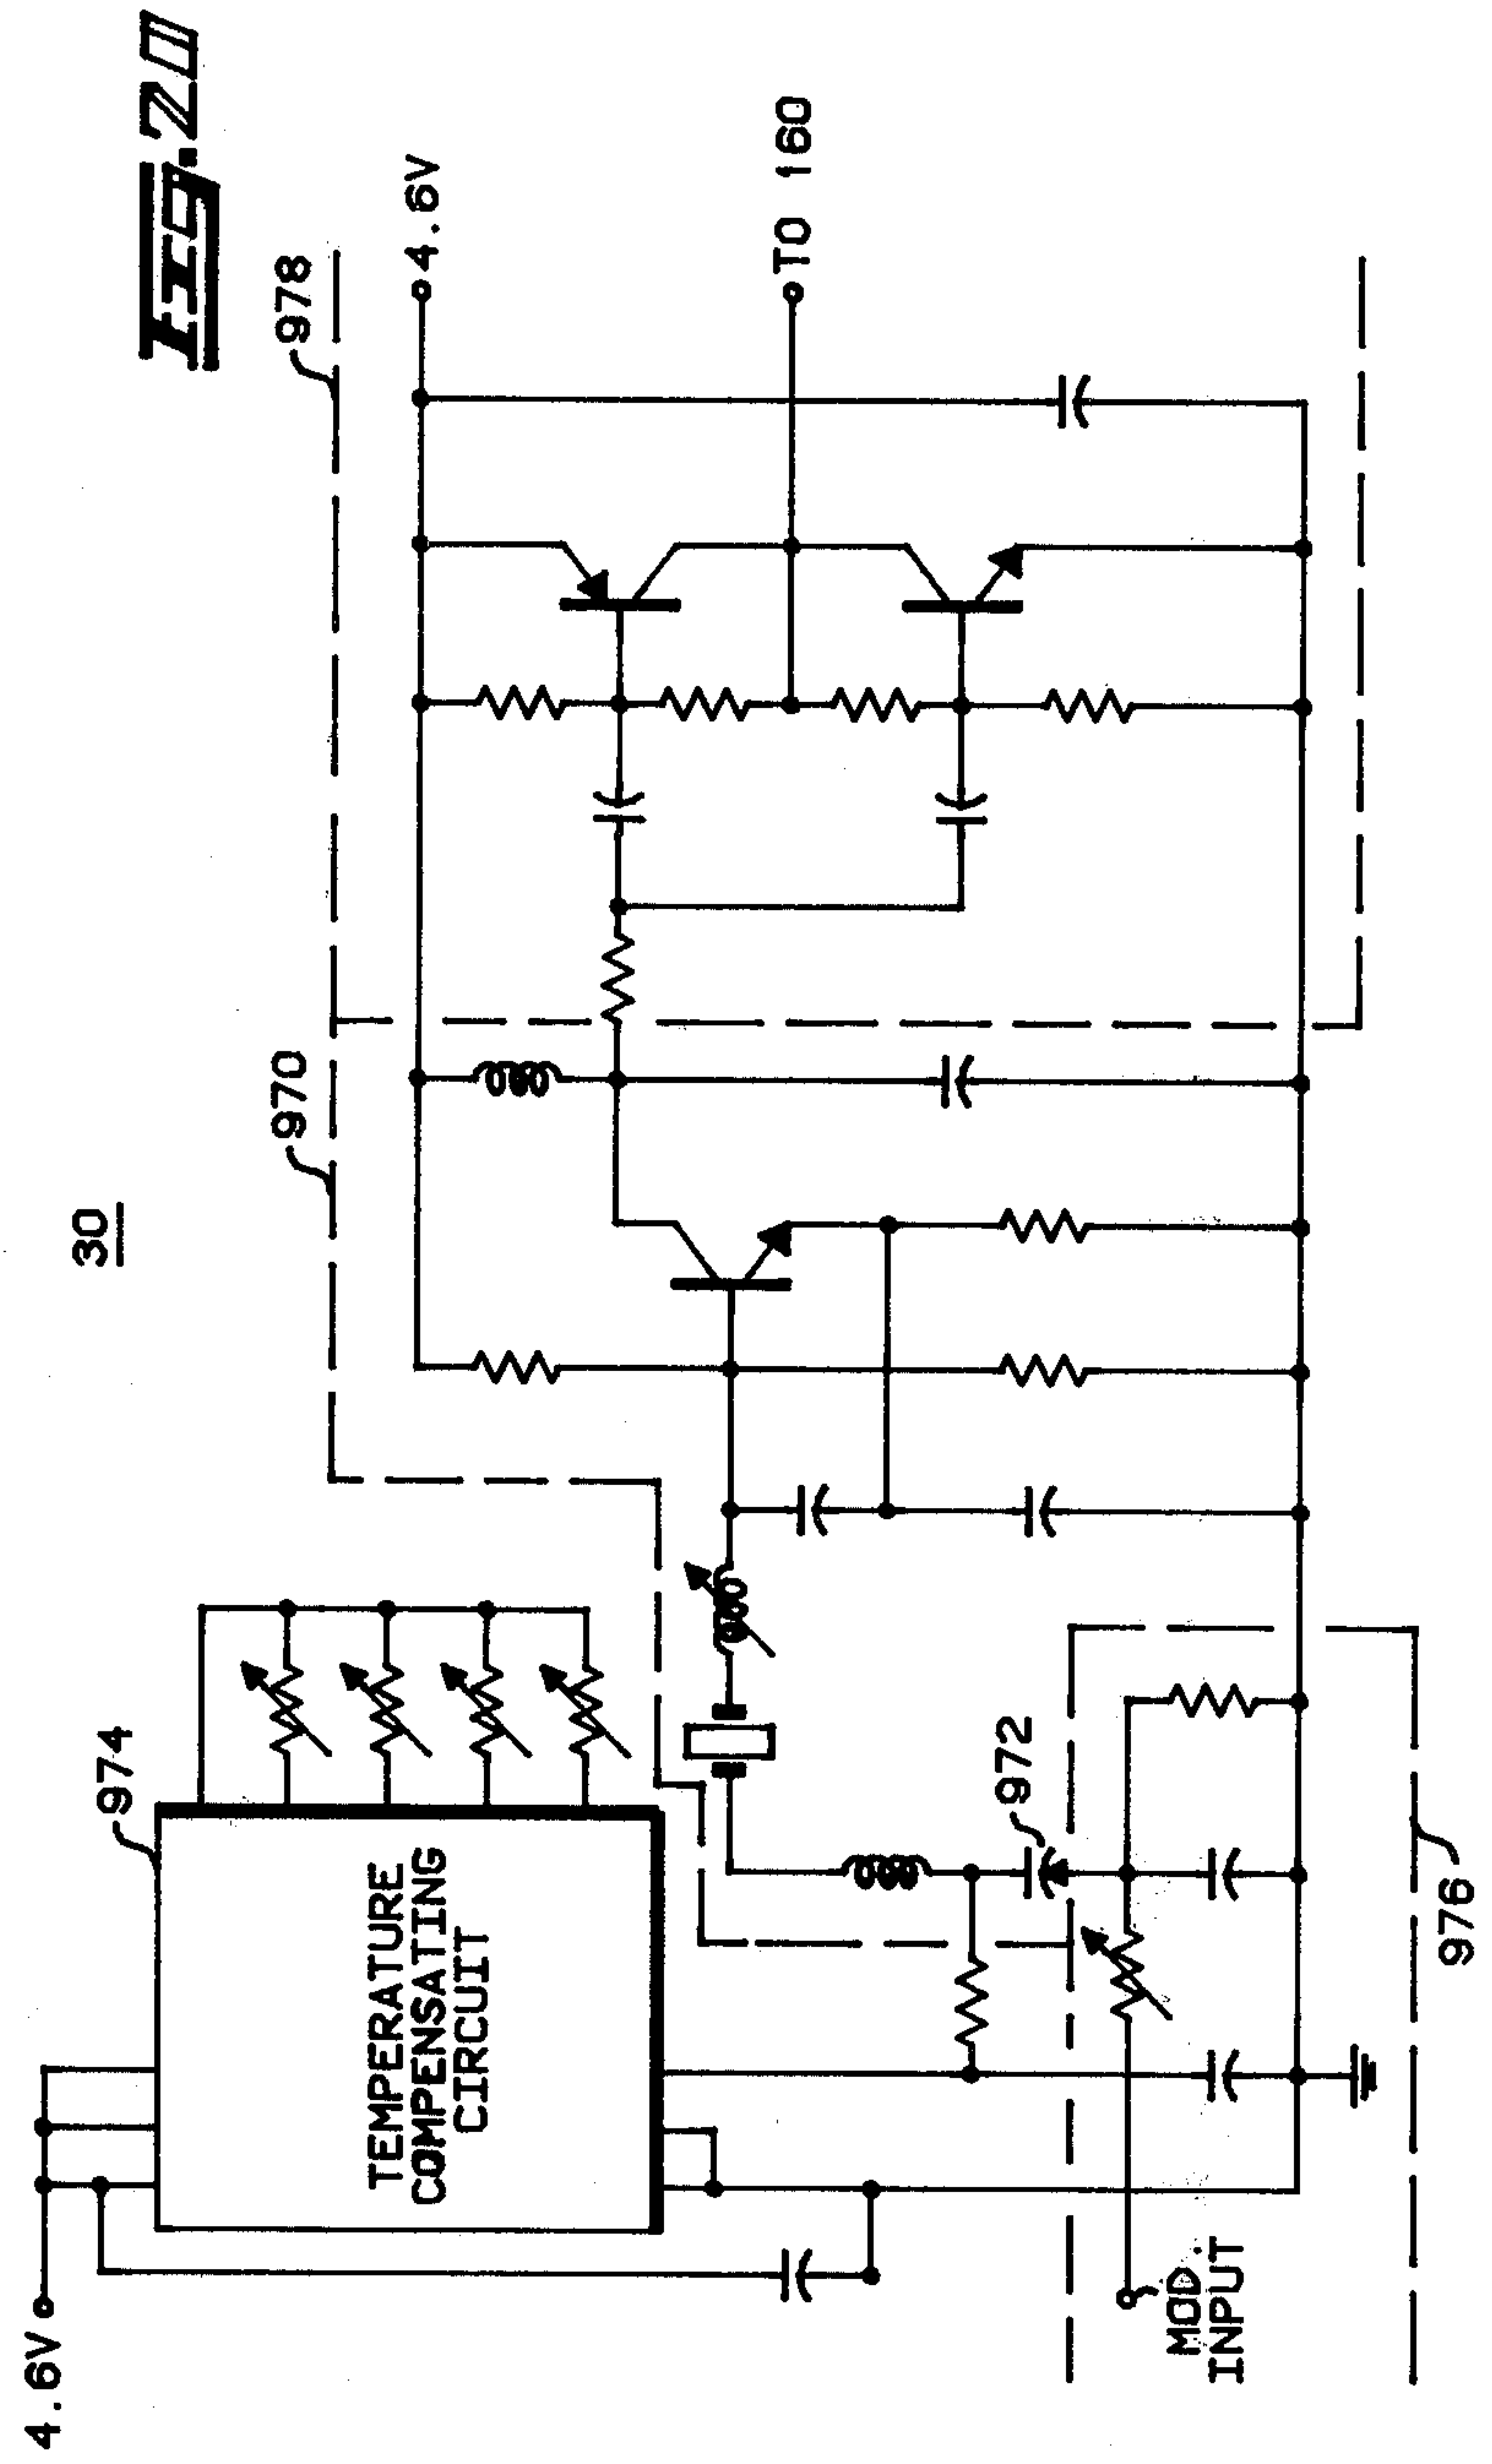 FIG.20
30
4.6V
974
970
978
4.6V
TEMPERATURE
COMPENSATING
CIRCUIT
TO 160
972
MOD
INPUT
976